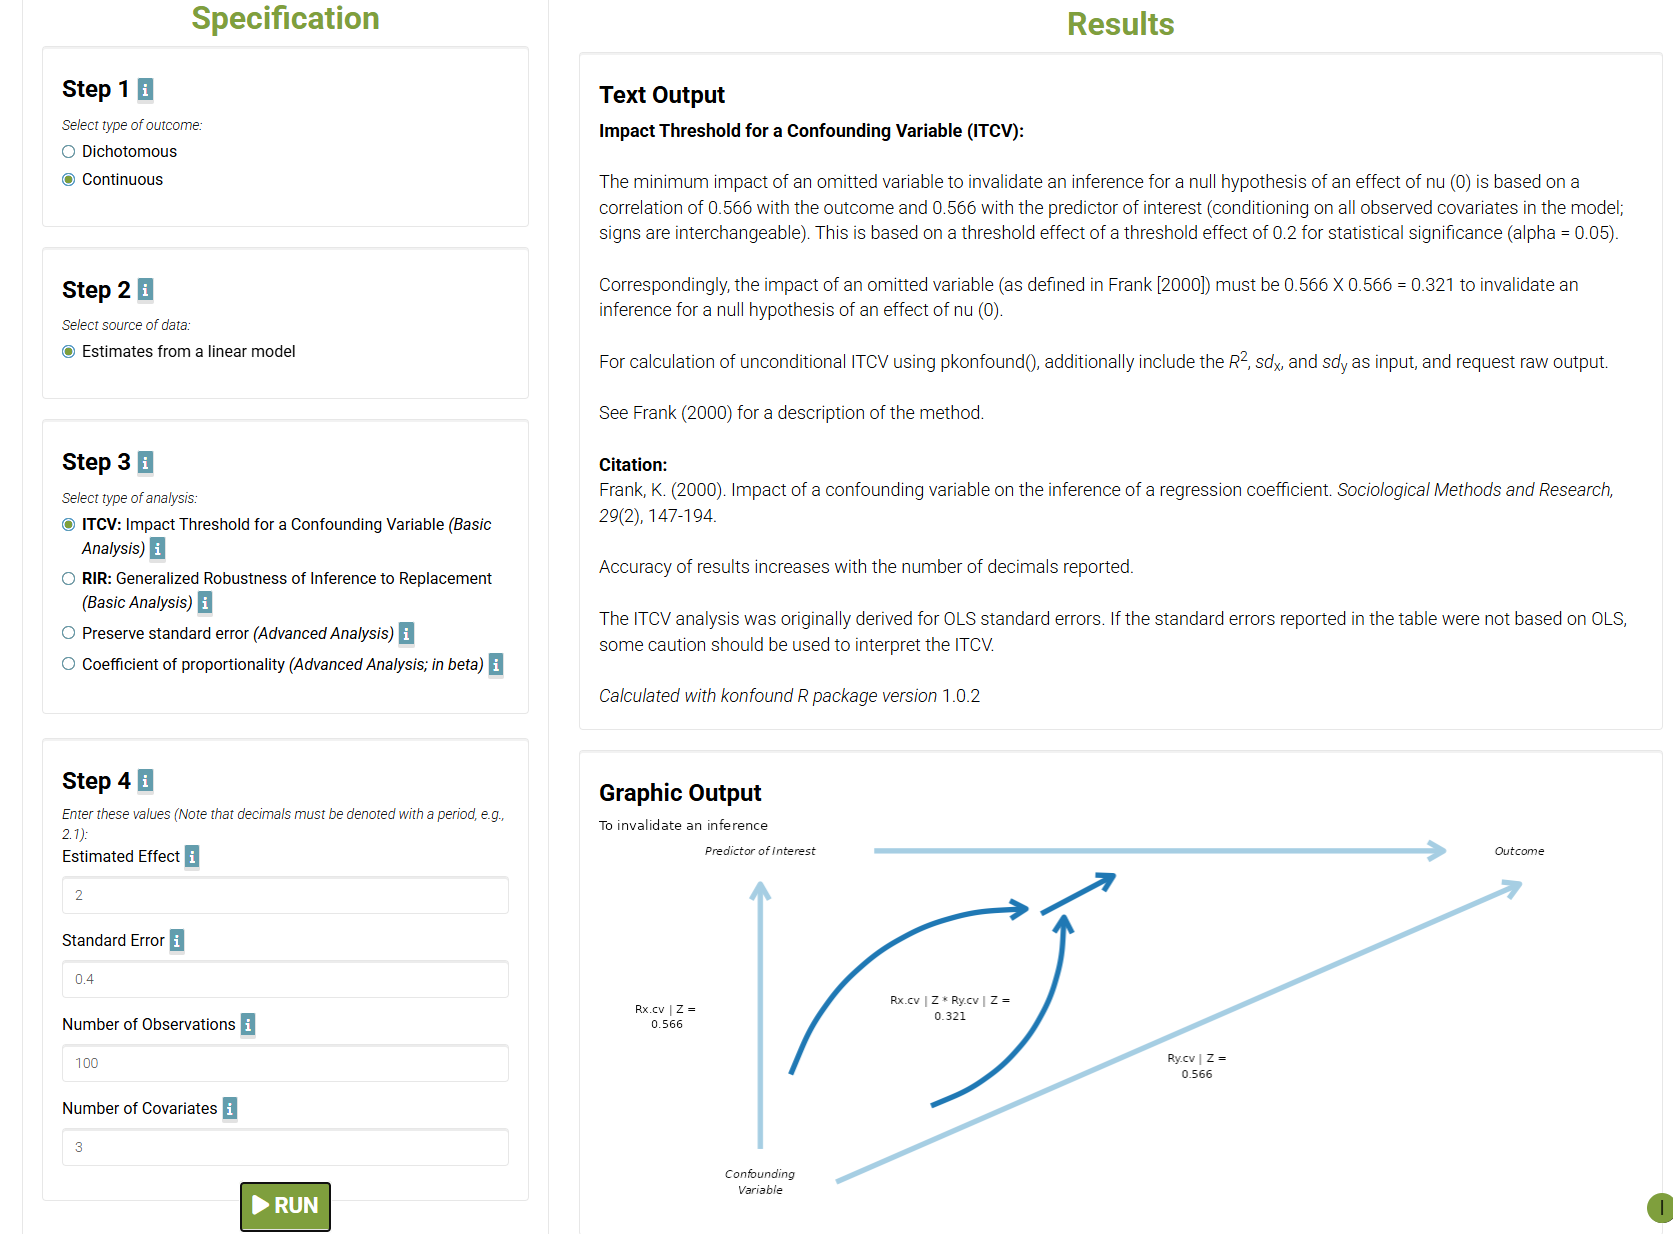 Specification
Step 1 i
Select type of outcome:
Dichotomous
Continuous
Step 2 i
Select source of data:
Estimates from a linear model
Step 3 i
Select type of analysis:
ITCV: Impact Threshold for a Confounding Variable (Basic
Analysis) i
RIR: Generalized Robustness of Inference to Replacement
(Basic Analysis) i
Preserve standard error (Advanced Analysis) i
Coefficient of proportionality (Advanced Analysis; in beta) i
Step 4 i
Enter these values (Note that decimals must be denoted with a period, e.g.,
2.1):
Estimated Effect i
2
Standard Error i
0.4
Number of Observations i
100
Number of Covariates i
3
RUN
Results
Text Output
Impact Threshold for a Confounding Variable (ITCV):
The minimum impact of an omitted variable to invalidate an inference for a null hypothesis of an effect of nu (0) is based on a
correlation of 0.566 with the outcome and 0.566 with the predictor of interest (conditioning on all observed covariates in the model;
signs are interchangeable). This is based on a threshold effect of a threshold effect of 0.2 for statistical significance (alpha = 0.05).
Correspondingly, the impact of an omitted variable (as defined in Frank [2000]) must be 0.566 X 0.566 = 0.321 to invalidate an
inference for a null hypothesis of an effect of nu (0).
For calculation of unconditional ITCV using pkonfound(), additionally include the R2, sdx, and sdy as input, and request raw output.
See Frank (2000) for a description of the method.
Citation:
Frank, K. (2000). Impact of a confounding variable on the inference of a regression coefficient. Sociological Methods and Research,
29(2), 147-194.
Accuracy of results increases with the number of decimals reported.
The ITCV analysis was originally derived for OLS standard errors. If the standard errors reported in the table were not based on OLS,
some caution should be used to interpret the ITCV.
Calculated with konfound R package version 1.0.2
Graphic Output
To invalidate an inference
Predictor of Interest
Outcome
Rx.cv | Z * Ry.cv | Z =
0.321
Rx.cv | Z =
0.566
Ry.cv | Z =
0.566
Confounding
Variable